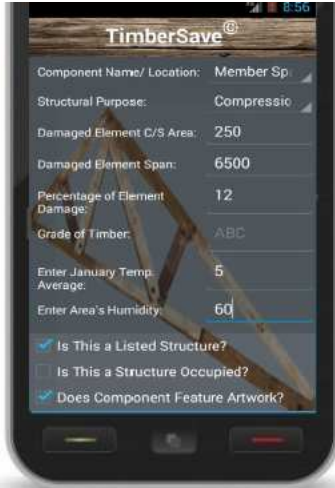 8:56
TimberSave@
Component Name/ Location: Member Sp
Structural Purpose: Compressio
Damaged Element C/S Area: 250
Damaged Element Span: 6500
Percentage of Element Damage: 12
Grade of Timber: ABC
Enter January Temp. Average: 5
Enter Area's Humidity: 60
Is This a Listed Structure?
Is This a Structure Occupied?
Does Component Feature Artwork?